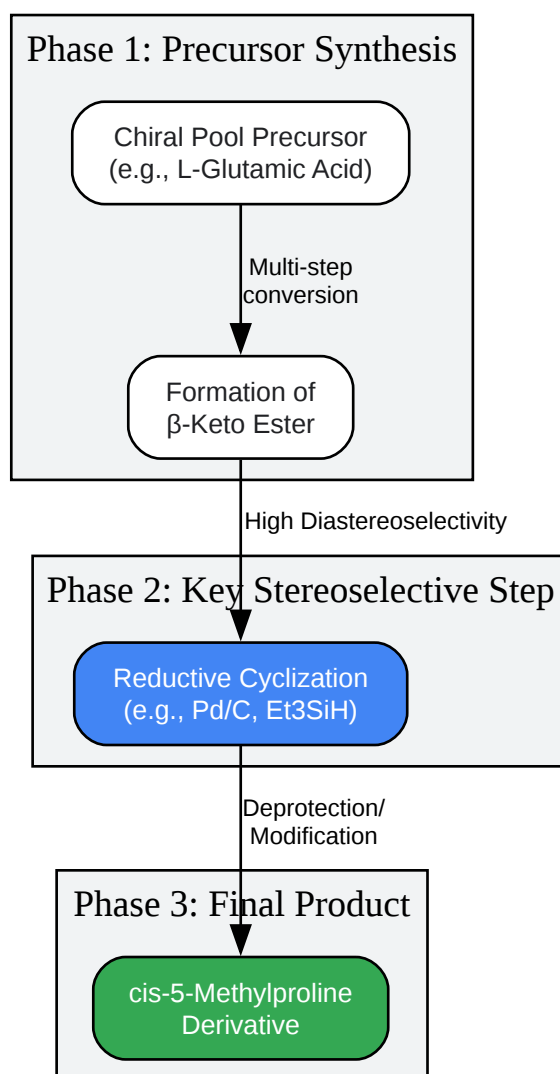 Phase 1: Precursor Synthesis
Chiral Pool Precursor
(e.g., L-Glutamic Acid)
Multi-step
conversion
Formation of
β-Keto Ester
High Diastereoselectivity
Phase 2: Key Stereoselective Step
Reductive Cyclization
(e.g., Pd/C, Et3SiH)
Deprotection/
Modification
Phase 3: Final Product
cis-5-Methylproline
Derivative